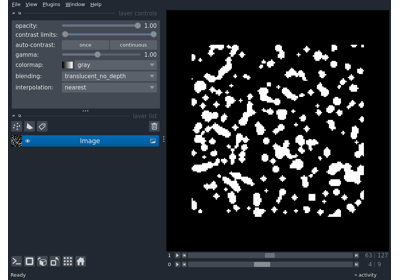 File View Plugins Window Help
layer controls
opacity: 1.00
contrast limits:
auto-contrast: once continuous
gamma: 1.00
colormap: gray
blending: translucent_no_depth
interpolation: nearest
layer list
Image
1 63 127
0 4 9
Ready activity